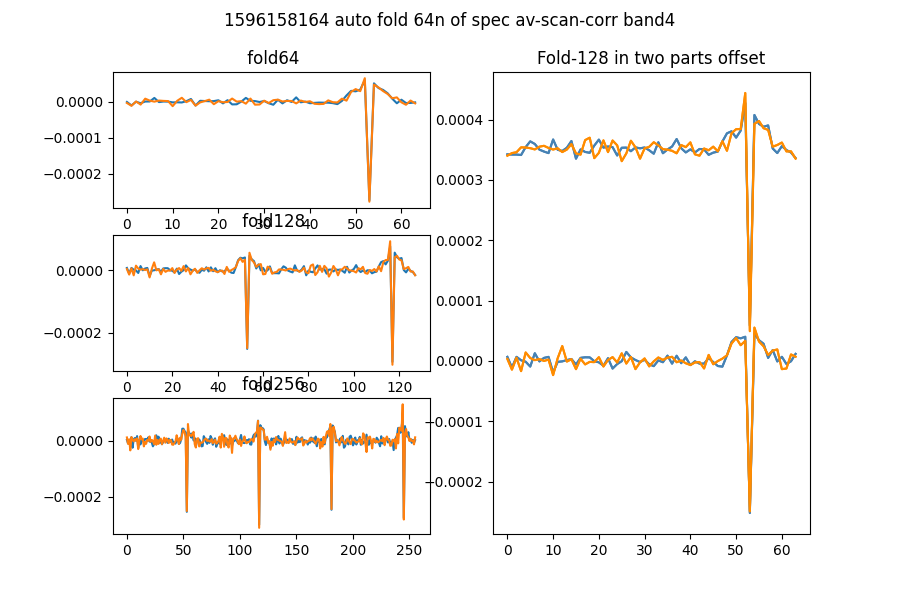 1596158164 auto fold 64n of spec av-scan-corr band4
fold64
0.0000
−0.0001
−0.0002
0 10 20 30 40 50 60
fold128
0.0000
−0.0002
0 20 40 60 80 100 120
fold256
0.0000
−0.0002
0 50 100 150 200 250
Fold-128 in two parts offset
0.0004
0.0003
0.0002
0.0001
0.0000
−0.0001
−0.0002
0 10 20 30 40 50 60